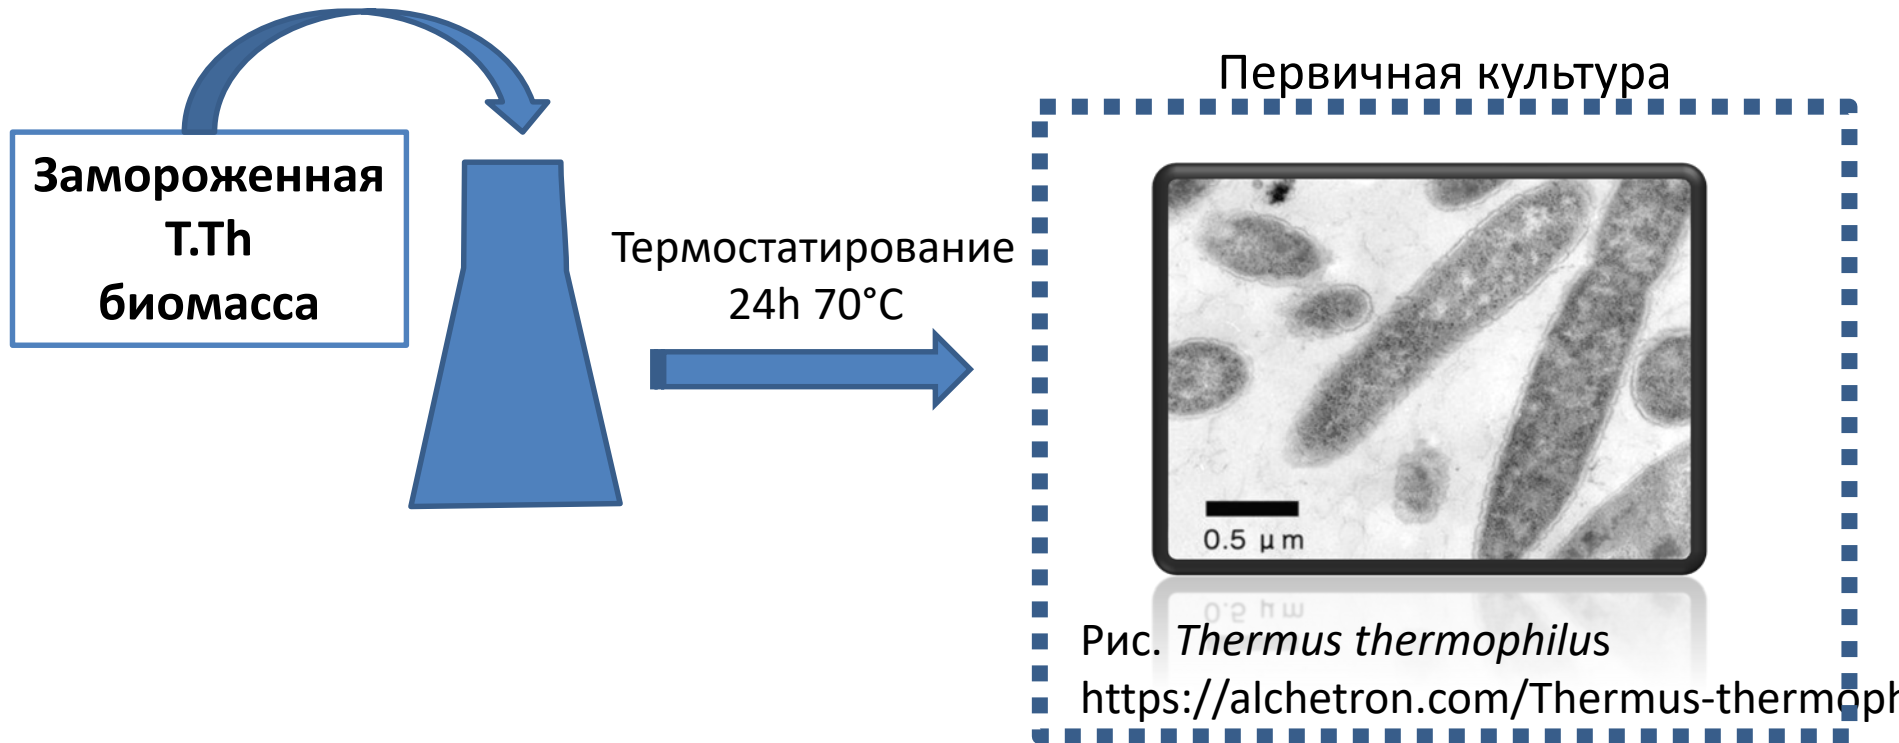 Замороженная
T.Th
биомасса
Термостатирование
24h 70°C
Первичная культура
0.5 μm
Рис. Thermus thermophilus
https://alchetron.com/Thermus-thermoph